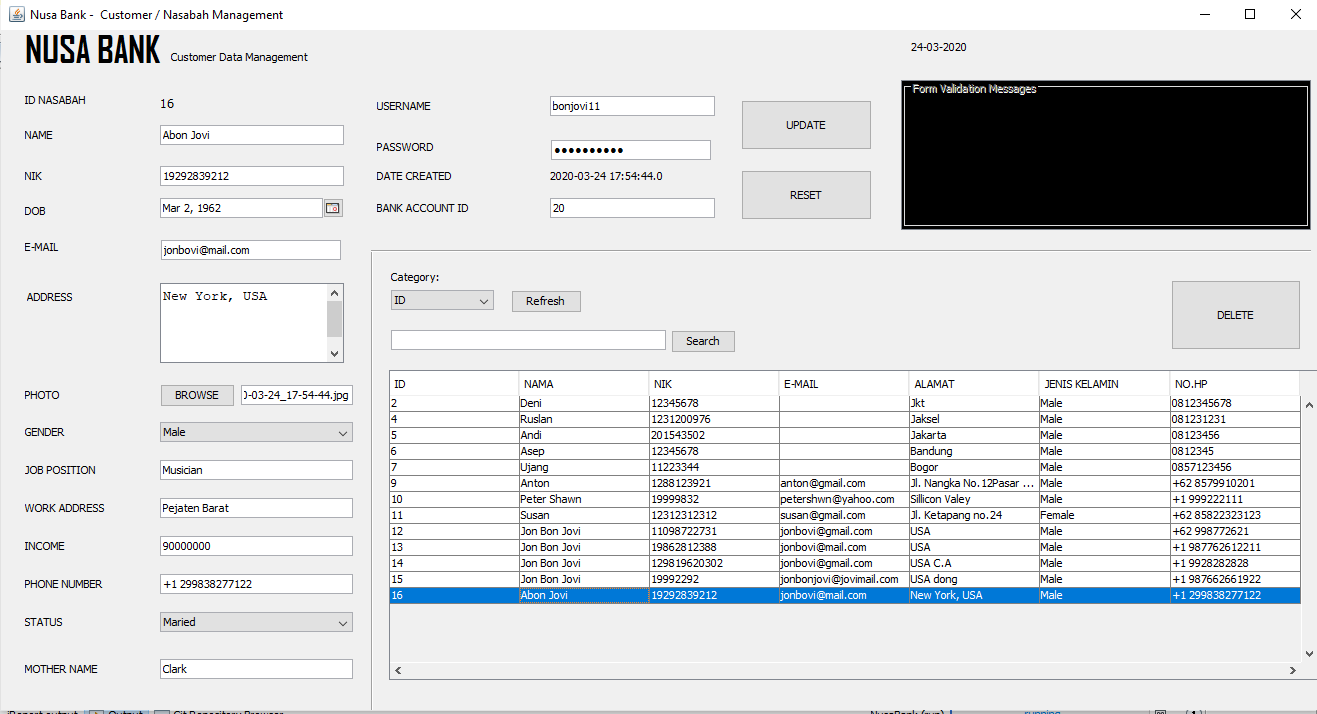 Nusa Bank -  Customer / Nasabah Management
NUSA BANK Customer Data Management
24-03-2020
ID NASABAH 16
NAME Abon Jovi
NIK 19292839212
DOB Mar 2, 1962
E-MAIL jonbovi@mail.com
ADDRESS New York, USA
PHOTO BROWSE 0-03-24_17-54-44.jpg
GENDER Male
JOB POSITION Musician
WORK ADDRESS Pejaten Barat
INCOME 90000000
PHONE NUMBER +1 299838277122
STATUS Maried
MOTHER NAME Clark
USERNAME bonjovi11
PASSWORD ●●●●●●●●●●
DATE CREATED 2020-03-24 17:54:44.0
BANK ACCOUNT ID 20
UPDATE
RESET
Form Validation Messages
Category:
ID Refresh
Search
DELETE
ID NAMA NIK E-MAIL ALAMAT JENIS KELAMIN NO.HP
2 Deni 12345678 Jkt Male 0812345678
4 Ruslan 1231200976 Jaksel Male 081231231
5 Andi 201543502 Jakarta Male 08123456
6 Asep 12345678 Bandung Male 0812345
7 Ujang 11223344 Bogor Male 0857123456
9 Anton 1288123921 anton@gmail.com Jl. Nangka No.12Pasar ... Male +62 8579910201
10 Peter Shawn 19999832 petershwn@yahoo.com Sillicon Valey Male +1 999222111
11 Susan 12312312312 susan@gmail.com Jl. Ketapang no.24 Female +62 85822323123
12 Jon Bon Jovi 11098722731 jonbovi@gmail.com USA Male +62 998772621
13 Jon Bon Jovi 19862812388 jonbovi@mail.com USA Male +1 987762612211
14 Jon Bon Jovi 129819620302 jonbovi@gmail.com USA C.A Male +1 9928282828
15 Jon Bon Jovi 19992292 jonbonjovi@jovimail.com USA dong Male +1 987662661922
16 Abon Jovi 19292839212 jonbovi@mail.com New York, USA Male +1 299838277122